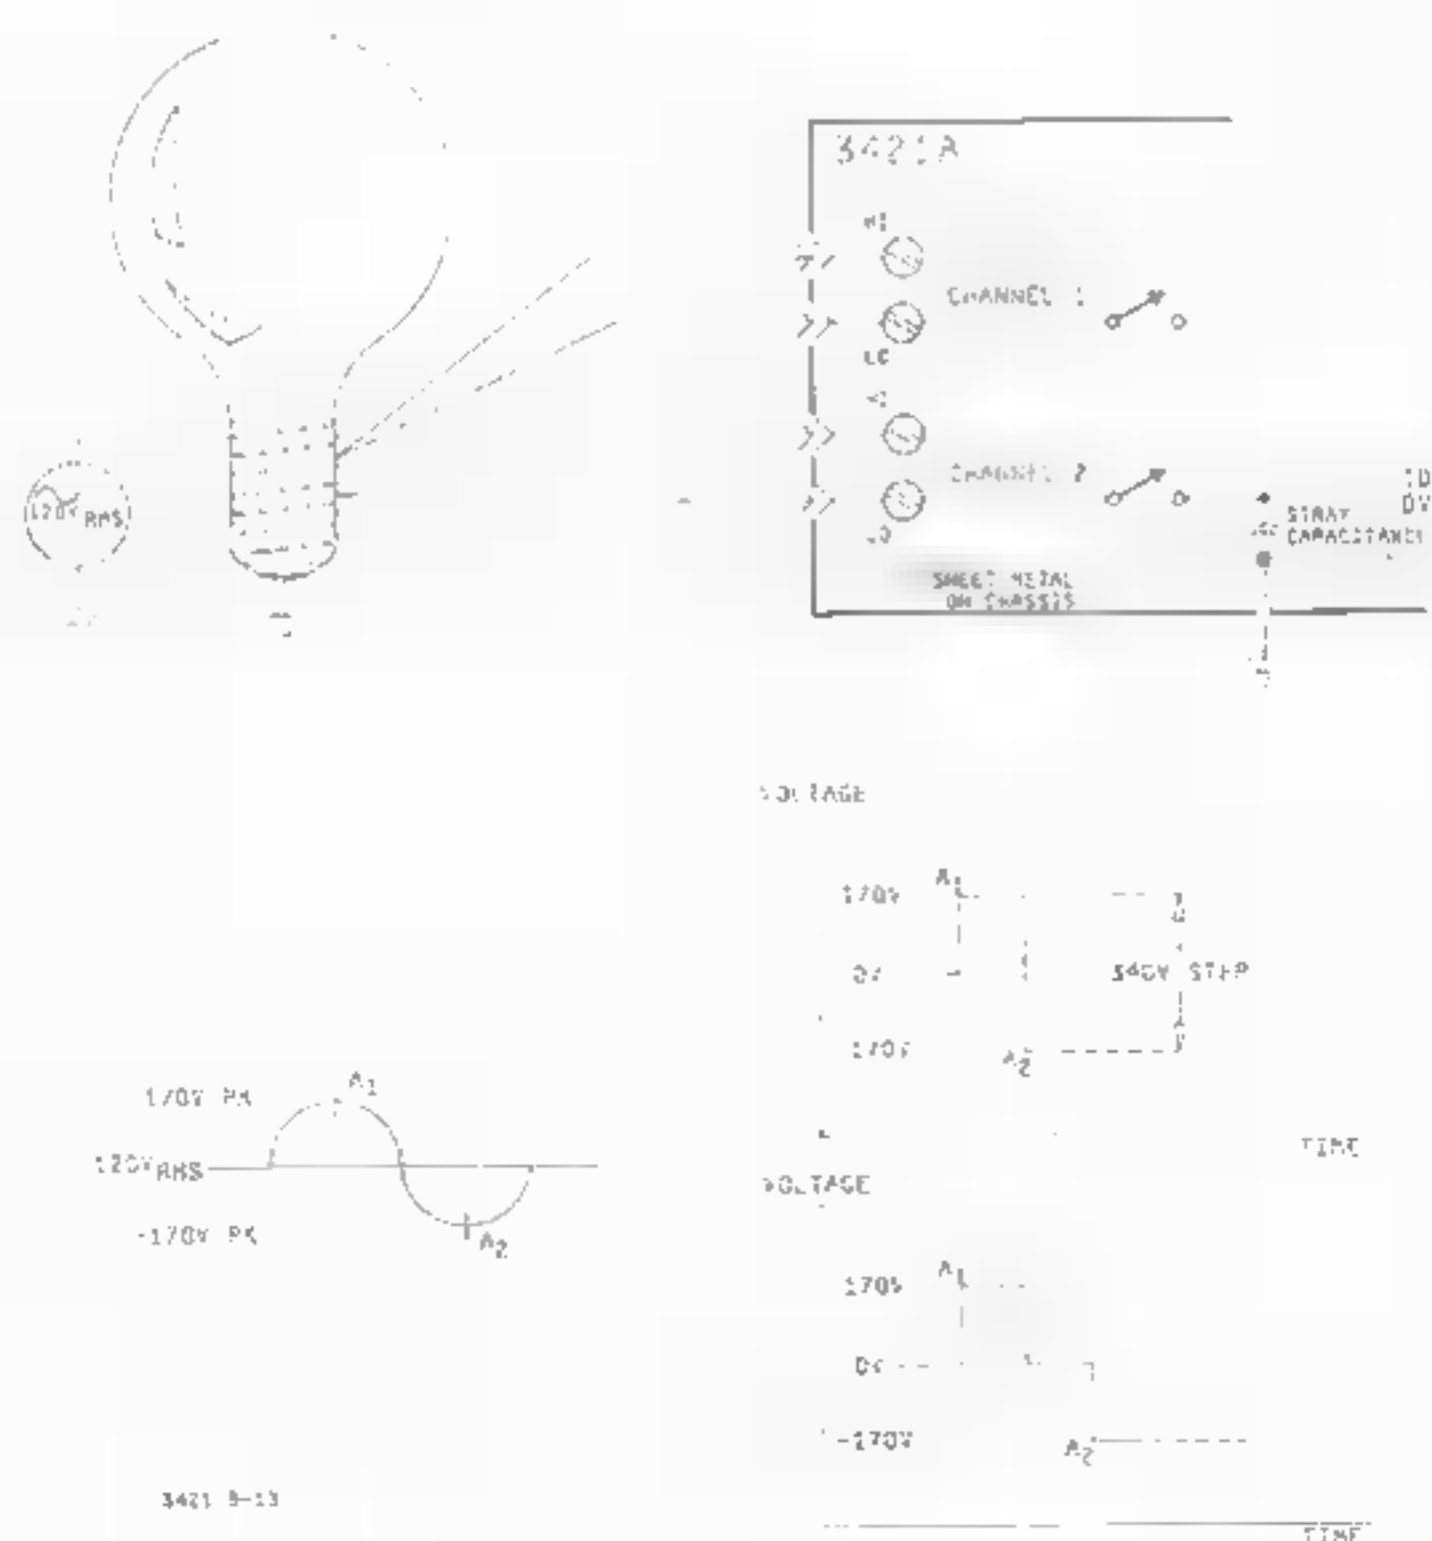 3421A
HI
CHANNEL 1
LO
HI
CHANNEL 2
LO
120V RMS
TO
STRAY
CAPACITANCE
SHEET METAL
ON CHASSIS
VOLTAGE
170V
A1
0V
340V STEP
170V
A2
TIME
170V PK
A1
120V RMS
-170V PK
A2
VOLTAGE
170V
A1
0V
-170V
A2
TIME